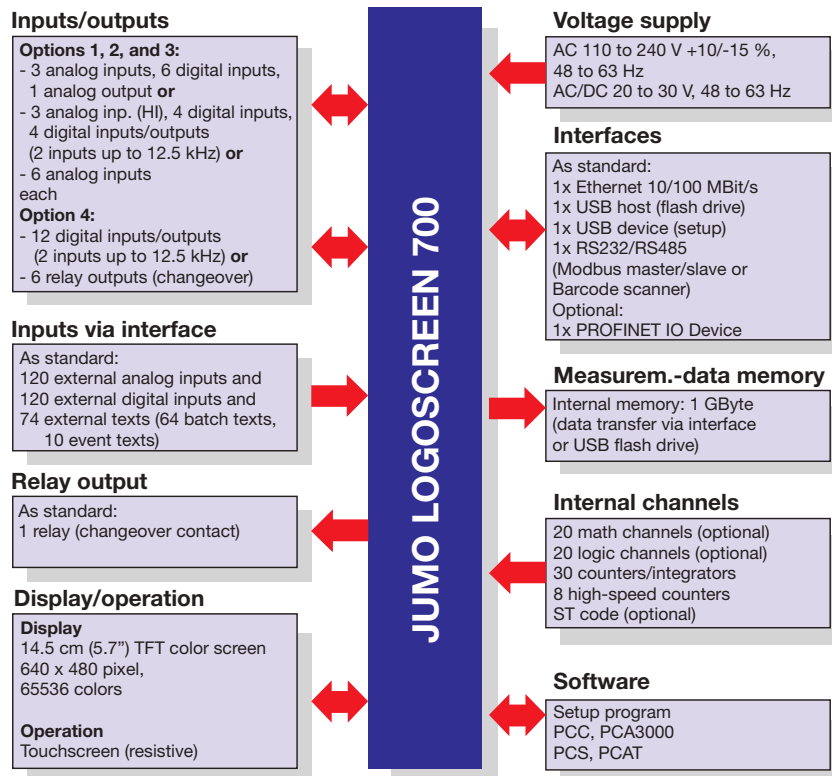 Inputs/outputs
Options 1, 2, and 3:
- 3 analog inputs, 6 digital inputs,
1 analog output or
- 3 analog inp. (HI), 4 digital inputs,
4 digital inputs/outputs
(2 inputs up to 12.5 kHz) or
- 6 analog inputs
each
Option 4:
- 12 digital inputs/outputs
(2 inputs up to 12.5 kHz) or
- 6 relay outputs (changeover)
Inputs via interface
As standard:
120 external analog inputs and
120 external digital inputs and
74 external texts (64 batch texts,
10 event texts)
Relay output
As standard:
1 relay (changeover contact)
Display/operation
Display
14.5 cm (5.7”) TFT color screen
640 x 480 pixel,
65536 colors
Operation
Touchscreen (resistive)
JUMO LOGOSCREEN 700
Voltage supply
AC 110 to 240 V +10/-15 %,
48 to 63 Hz
AC/DC 20 to 30 V, 48 to 63 Hz
Interfaces
As standard:
1x Ethernet 10/100 MBit/s
1x USB host (flash drive)
1x USB device (setup)
1x RS232/RS485
(Modbus master/slave or
Barcode scanner)
Optional:
1x PROFINET IO Device
Measurem.-data memory
Internal memory: 1 GByte
(data transfer via interface
or USB flash drive)
Internal channels
20 math channels (optional)
20 logic channels (optional)
30 counters/integrators
8 high-speed counters
ST code (optional)
Software
Setup program
PCC, PCA3000
PCS, PCAT